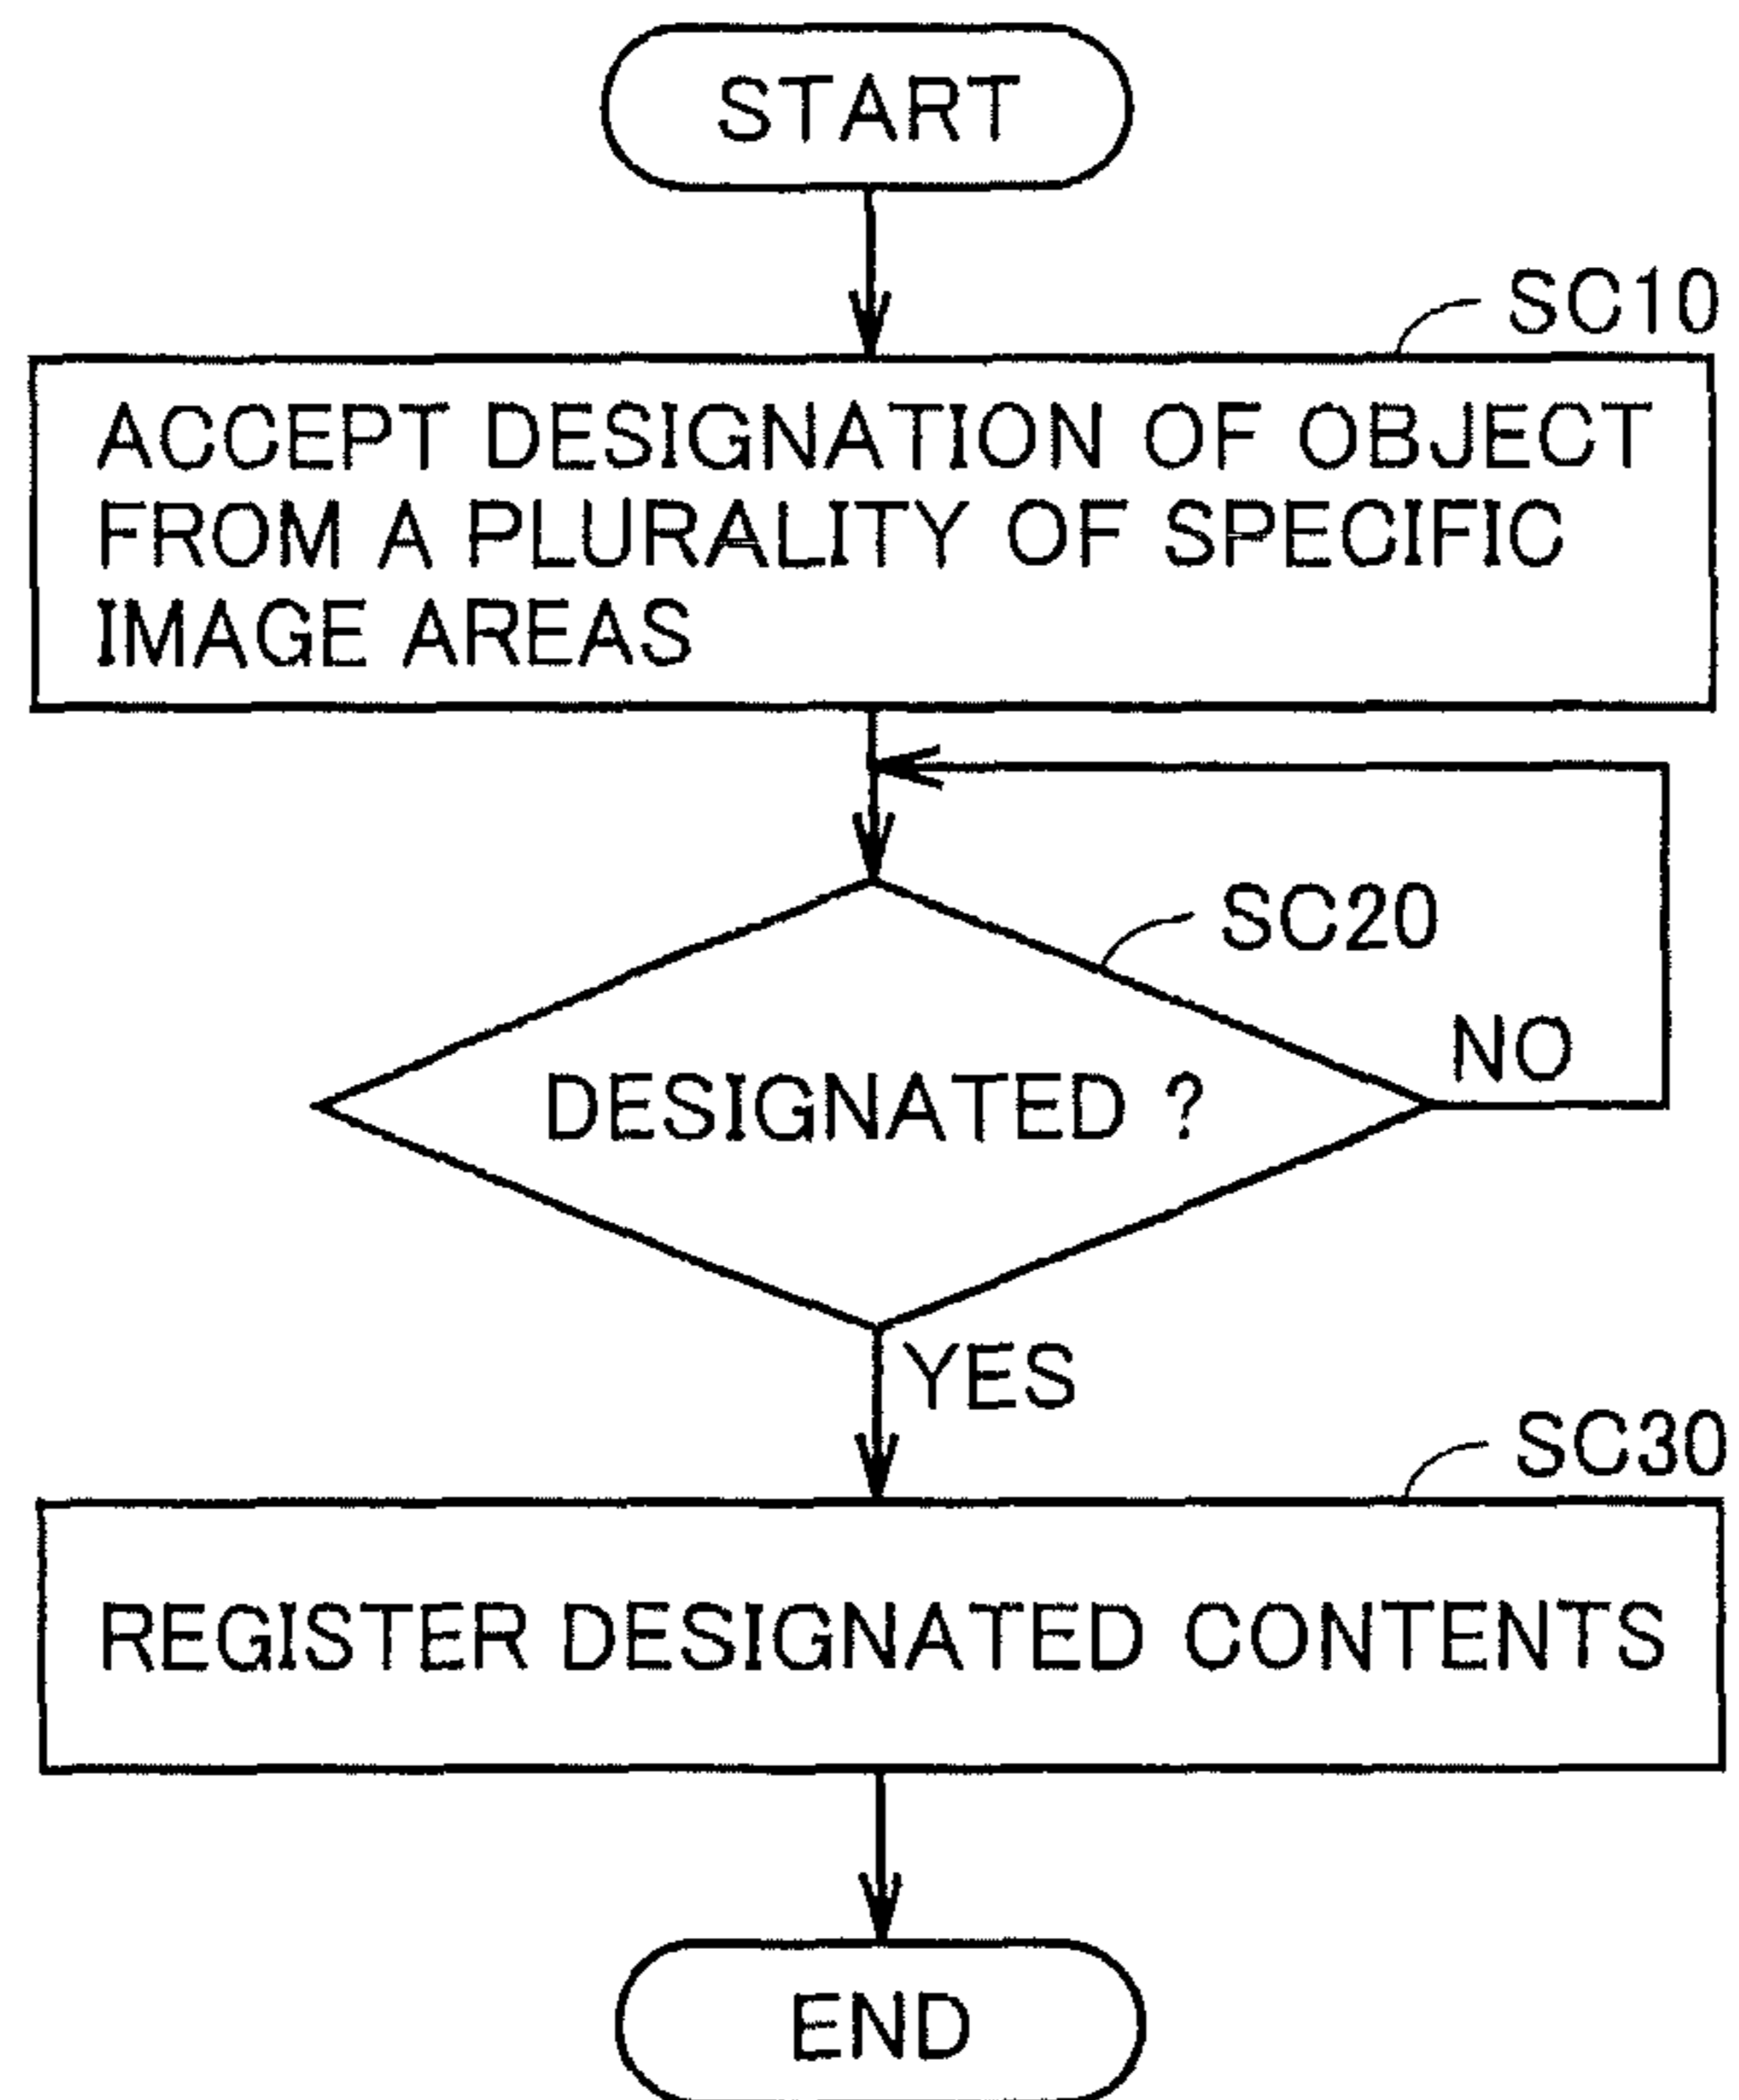 START
SC10
ACCEPT DESIGNATION OF OBJECT
FROM A PLURALITY OF SPECIFIC
IMAGE AREAS
SC20
NO
DESIGNATED ?
YES
SC30
REGISTER DESIGNATED CONTENTS
END